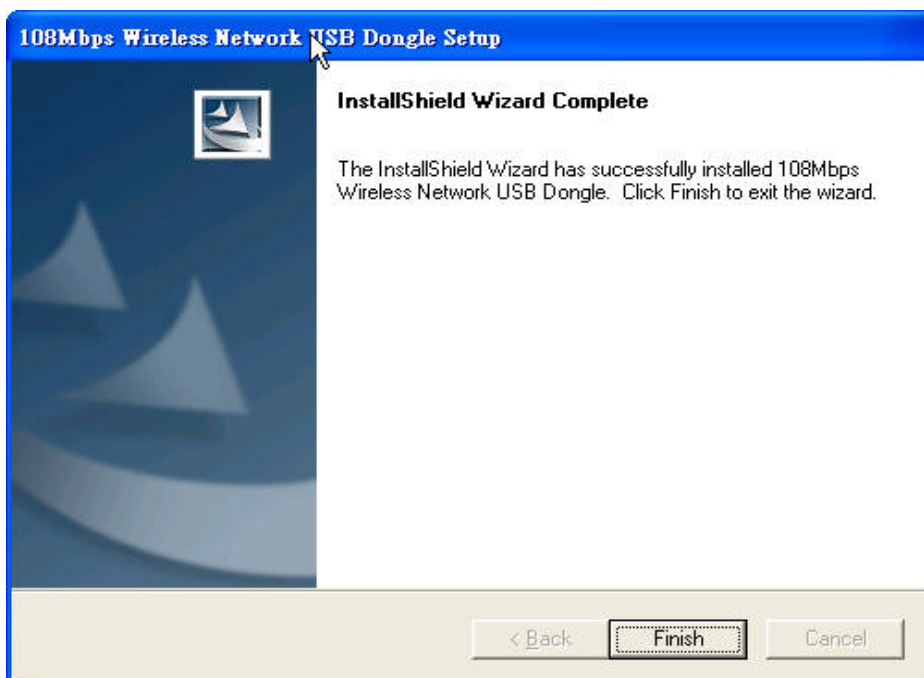 108Mbps Wireless Network USB Dongle Setup
InstallShield Wizard Complete
The InstallShield Wizard has successfully installed 108Mbps
Wireless Network USB Dongle. Click Finish to exit the wizard.
< Back
Finish
Cancel